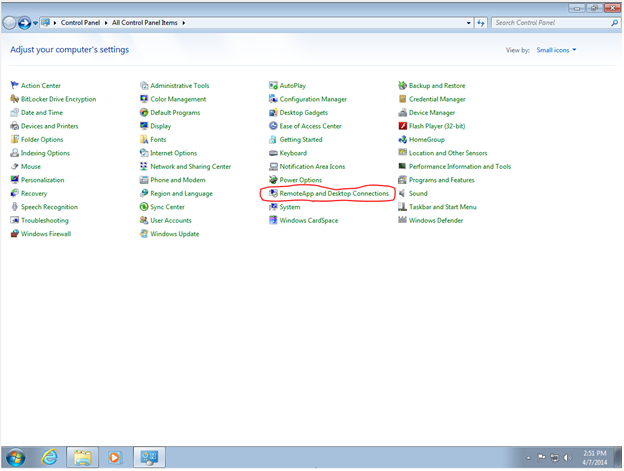 Control Panel ▸ All Control Panel Items ▸ Search Control Panel
Adjust your computer's settings View by: Small icons
Action Center Administrative Tools AutoPlay Backup and Restore
BitLocker Drive Encryption Color Management Configuration Manager Credential Manager
Date and Time Default Programs Desktop Gadgets Device Manager
Devices and Printers Display Ease of Access Center Flash Player (32-bit)
Folder Options Fonts Getting Started HomeGroup
Indexing Options Internet Options Keyboard Location and Other Sensors
Mouse Network and Sharing Center Notification Area Icons Performance Information and Tools
Personalization Phone and Modem Power Options Programs and Features
Recovery Region and Language RemoteApp and Desktop Connections Sound
Speech Recognition Sync Center System Taskbar and Start Menu
Troubleshooting User Accounts Windows CardSpace Windows Defender
Windows Firewall Windows Update
2:51 PM
4/7/2014